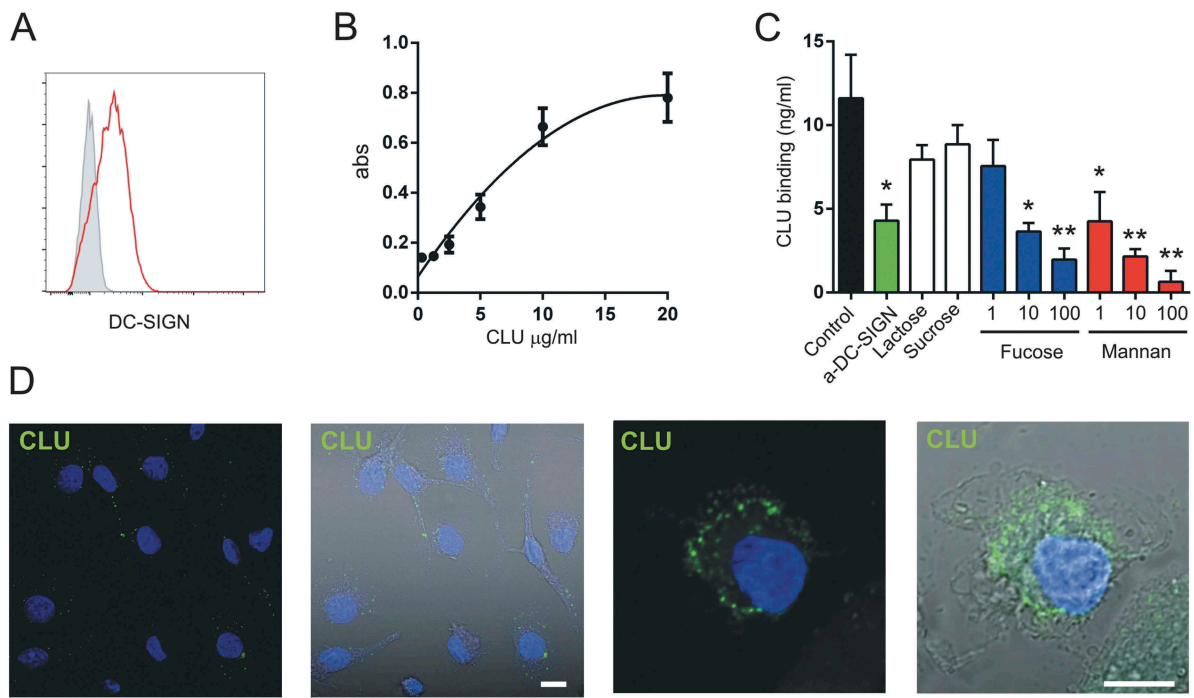 A
DC-SIGN
B
abs
1.0
0.8
0.6
0.4
0.2
0.0
0
5
10
15
20
CLU μg/ml
C
CLU binding (ng/ml)
15
10
5
0
*
*
**
*
**
**
Control
a-DC-SIGN
Lactose
Sucrose
1 10 100
Fucose
1 10 100
Mannan
D
CLU
CLU
CLU
CLU